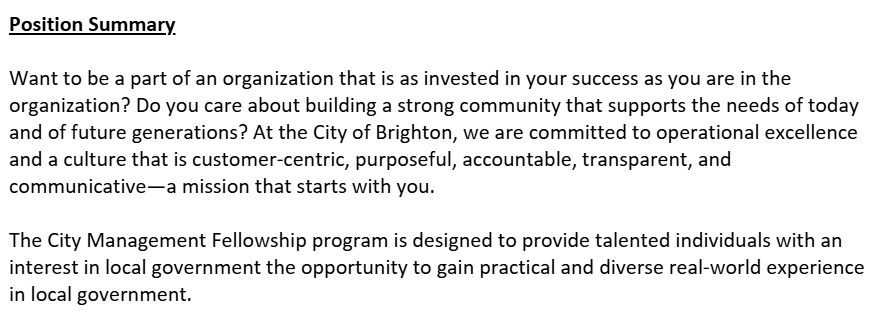 Position Summary
Want to be a part of an organization that is as invested in your success as you are in the
organization? Do you care about building a strong community that supports the needs of today
and of future generations? At the City of Brighton, we are committed to operational excellence
and a culture that is customer-centric, purposeful, accountable, transparent, and
communicative—a mission that starts with you.
The City Management Fellowship program is designed to provide talented individuals with an
interest in local government the opportunity to gain practical and diverse real-world experience
in local government.